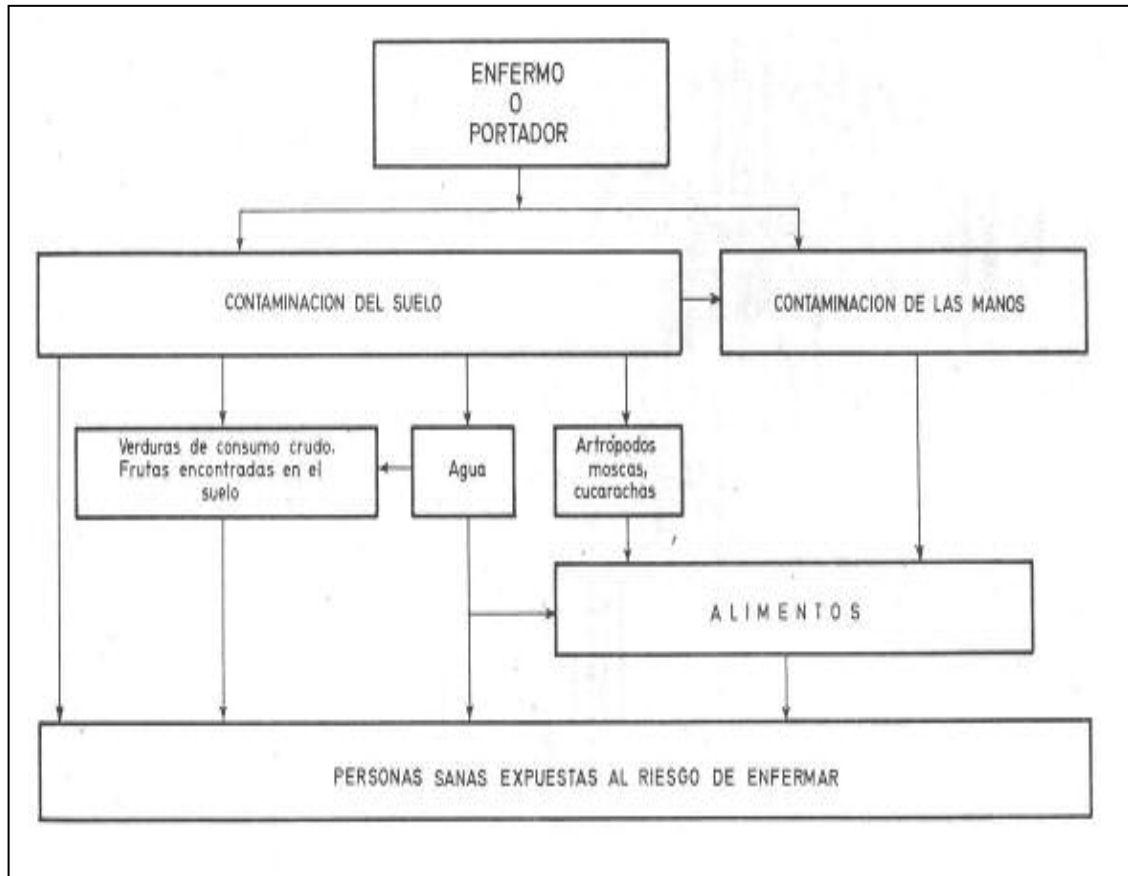 ENFERMO
O
PORTADOR
CONTAMINACION DEL SUELO
CONTAMINACION DE LAS MANOS
Verduras de consumo crudo.
Frutas encontradas en el
suelo
Agua
Artrópodos
moscas,
cucarachas
ALIMENTOS
PERSONAS SANAS EXPUESTAS AL RIESGO DE ENFERMAR